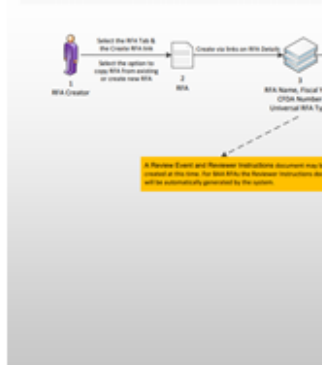 Select the RFA Tab &
the Create RFA link
Select the option to
copy RFA from existing
or create new RFA
1
RFA Creator
2
RFA
Create via links on RFA Details
3
RFA Name, Fiscal Y
CFDA Number
Universal RFA Ty
A Review Event and Reviewer Instructions document may b
created at this time. For RFAs the Reviewer Instructions do
will be automatically generated by the system.